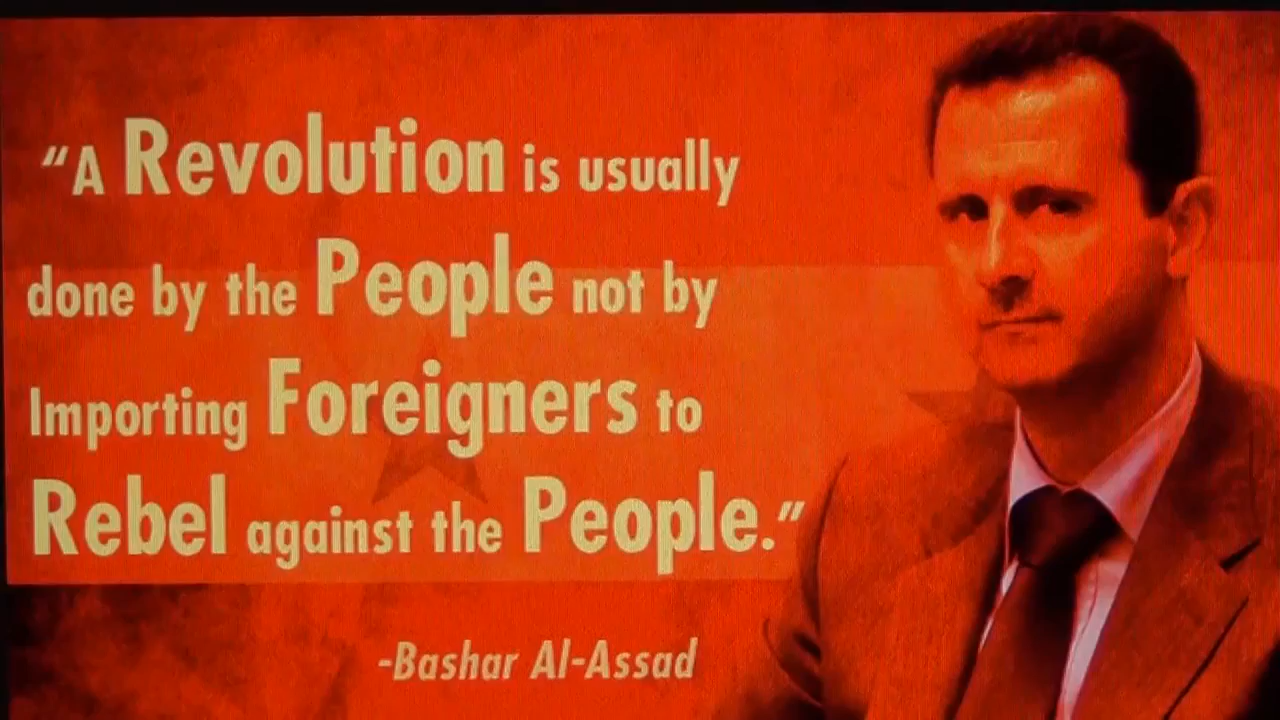 “A Revolution is usually
done by the People not by
Importing Foreigners to
Rebel against the People.”
-Bashar Al-Assad